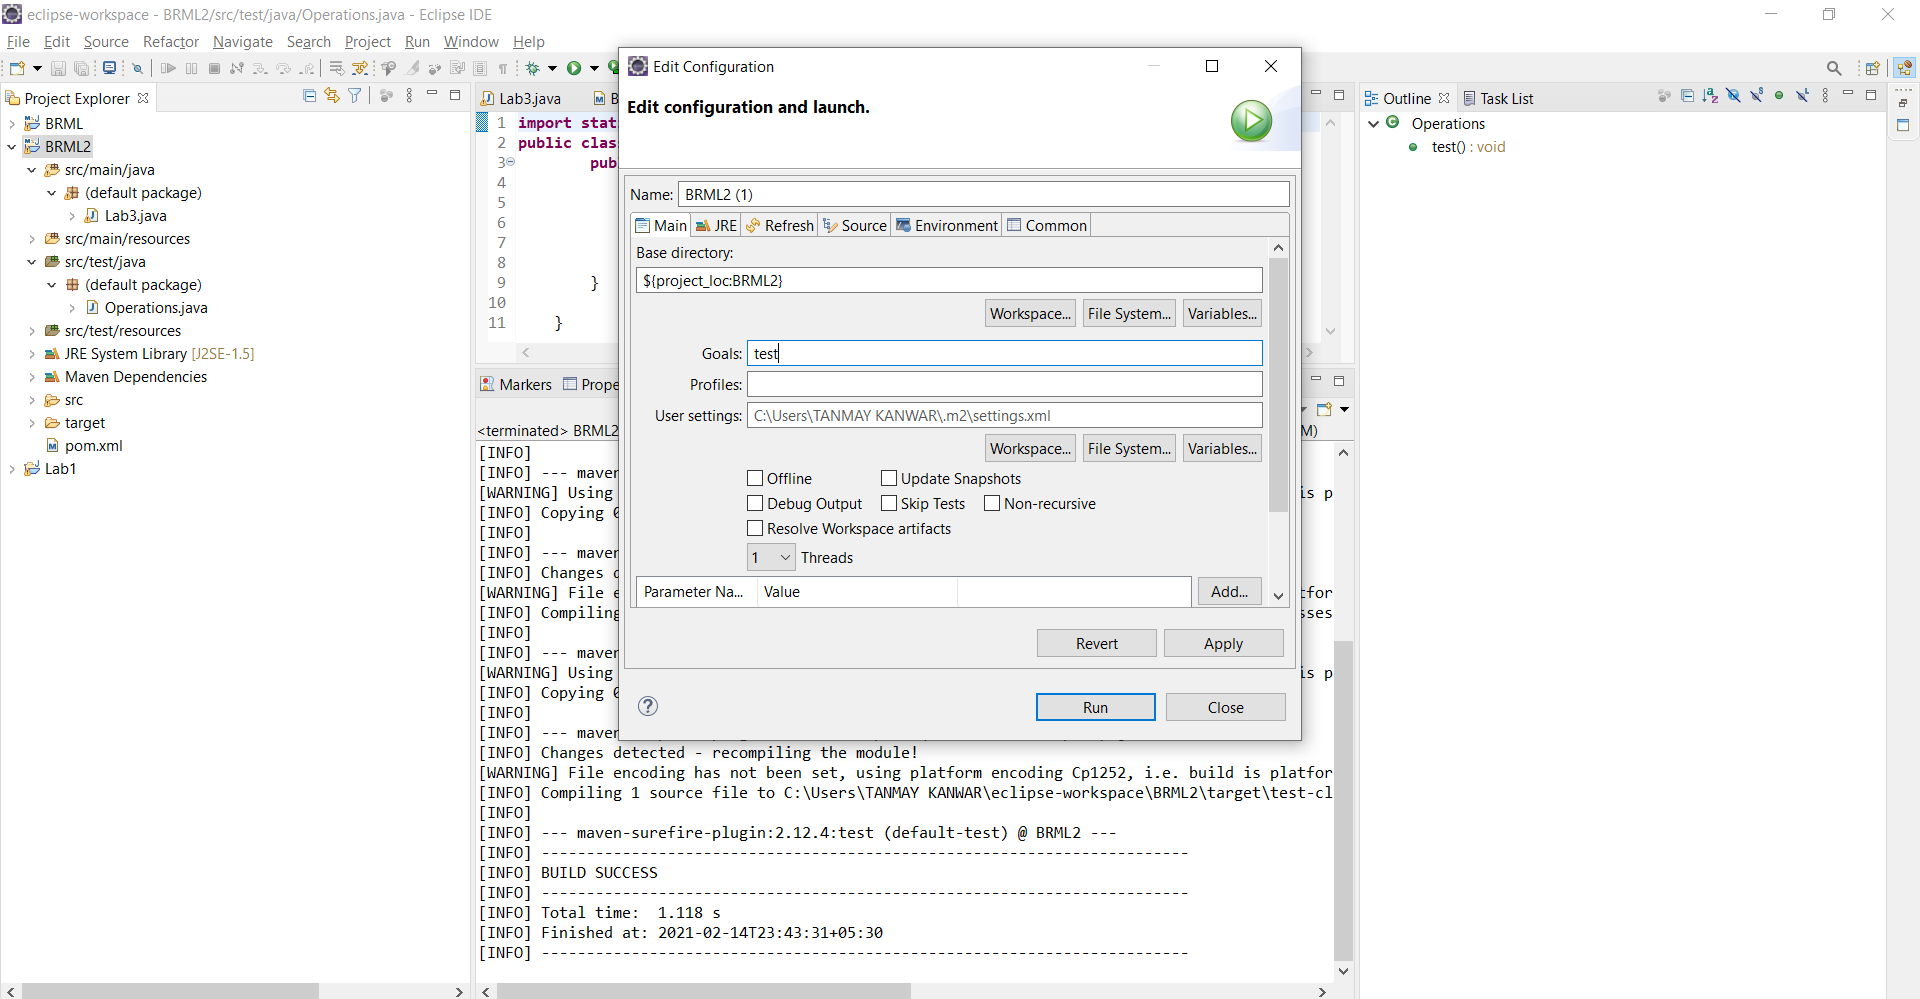 eclipse-workspace - BRML2/src/test/java/Operations.java - Eclipse IDE
File Edit Source Refactor Navigate Search Project Run Window Help
Project Explorer
BRML
BRML2
src/main/java
(default package)
Lab3.java
src/main/resources
src/test/java
(default package)
Operations.java
src/test/resources
JRE System Library [J2SE-1.5]
Maven Dependencies
src
target
pom.xml
Lab1
Lab3.java
1 import stat
2 public clas
3 pub
4
5
6
7
8
9 }
10
11 }
Edit Configuration
Edit configuration and launch.
Name: BRML2 (1)
Main JRE Refresh Source Environment Common
Base directory:
${project_loc:BRML2}
Workspace... File System... Variables...
Goals: test
Profiles:
User settings: C:\Users\TANMAY KANWAR\.m2\settings.xml
Workspace... File System... Variables...
Offline Update Snapshots
Debug Output Skip Tests Non-recursive
Resolve Workspace artifacts
1 Threads
Parameter Na... Value Add...
Revert Apply
Run Close
Outline Task List
Operations
test() : void
Markers Prope
<terminated> BRML2 M)
[INFO]
[INFO] --- maven
[WARNING] Using is p
[INFO] Copying 0
[INFO]
[INFO] --- maven
[INFO] Changes d
[WARNING] File e tfor
[INFO] Compiling sses
[INFO]
[INFO] --- maven
[WARNING] Using is p
[INFO] Copying 0
[INFO]
[INFO] --- maven
[INFO] Changes detected - recompiling the module!
[WARNING] File encoding has not been set, using platform encoding Cp1252, i.e. build is platfor
[INFO] Compiling 1 source file to C:\Users\TANMAY KANWAR\eclipse-workspace\BRML2\target\test-cl
[INFO]
[INFO] --- maven-surefire-plugin:2.12.4:test (default-test) @ BRML2 ---
[INFO] ------------------------------------------------------------------------
[INFO] BUILD SUCCESS
[INFO] ------------------------------------------------------------------------
[INFO] Total time:  1.118 s
[INFO] Finished at: 2021-02-14T23:43:31+05:30
[INFO] ------------------------------------------------------------------------